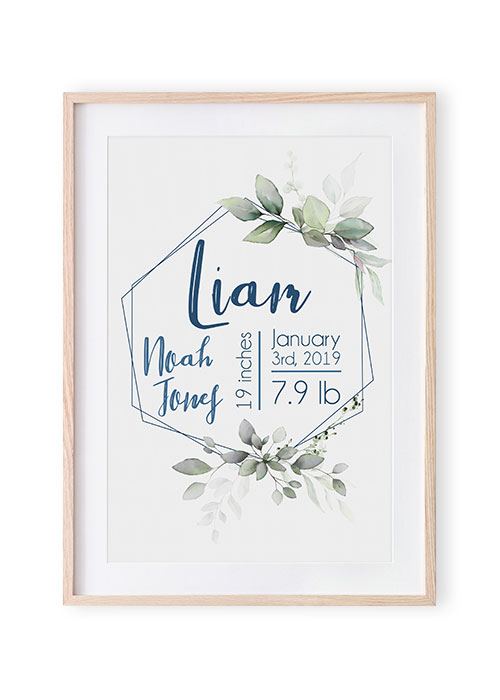 Liam
Noah
Jones
19 inches
January
3rd, 2019
7.9 lb